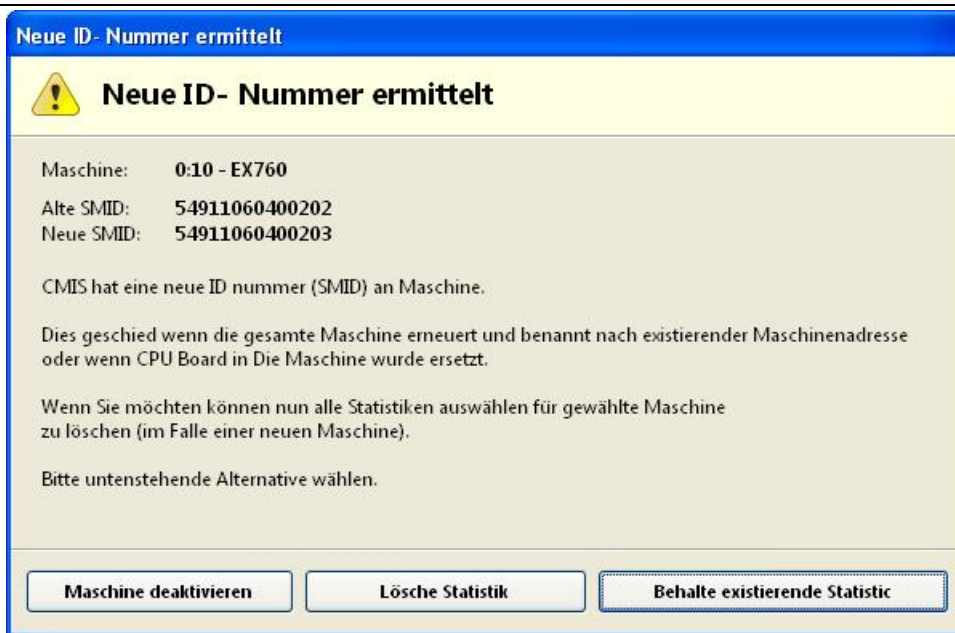 Neue ID- Nummer ermittelt
Neue ID- Nummer ermittelt
Maschine: 0:10 - EX760
Alte SMID: 54911060400202
Neue SMID: 54911060400203
CMIS hat eine neue ID nummer (SMID) an Maschine.
Dies geschied wenn die gesamte Maschine erneuert und benannt nach existierender Maschinenadresse
oder wenn CPU Board in Die Maschine wurde ersetzt.
Wenn Sie möchten können nun alle Statistiken auswählen für gewählte Maschine
zu löschen (im Falle einer neuen Maschine).
Bitte untenstehende Alternative wählen.
Maschine deaktivieren Lösche Statistik Behalte existierende Statistic